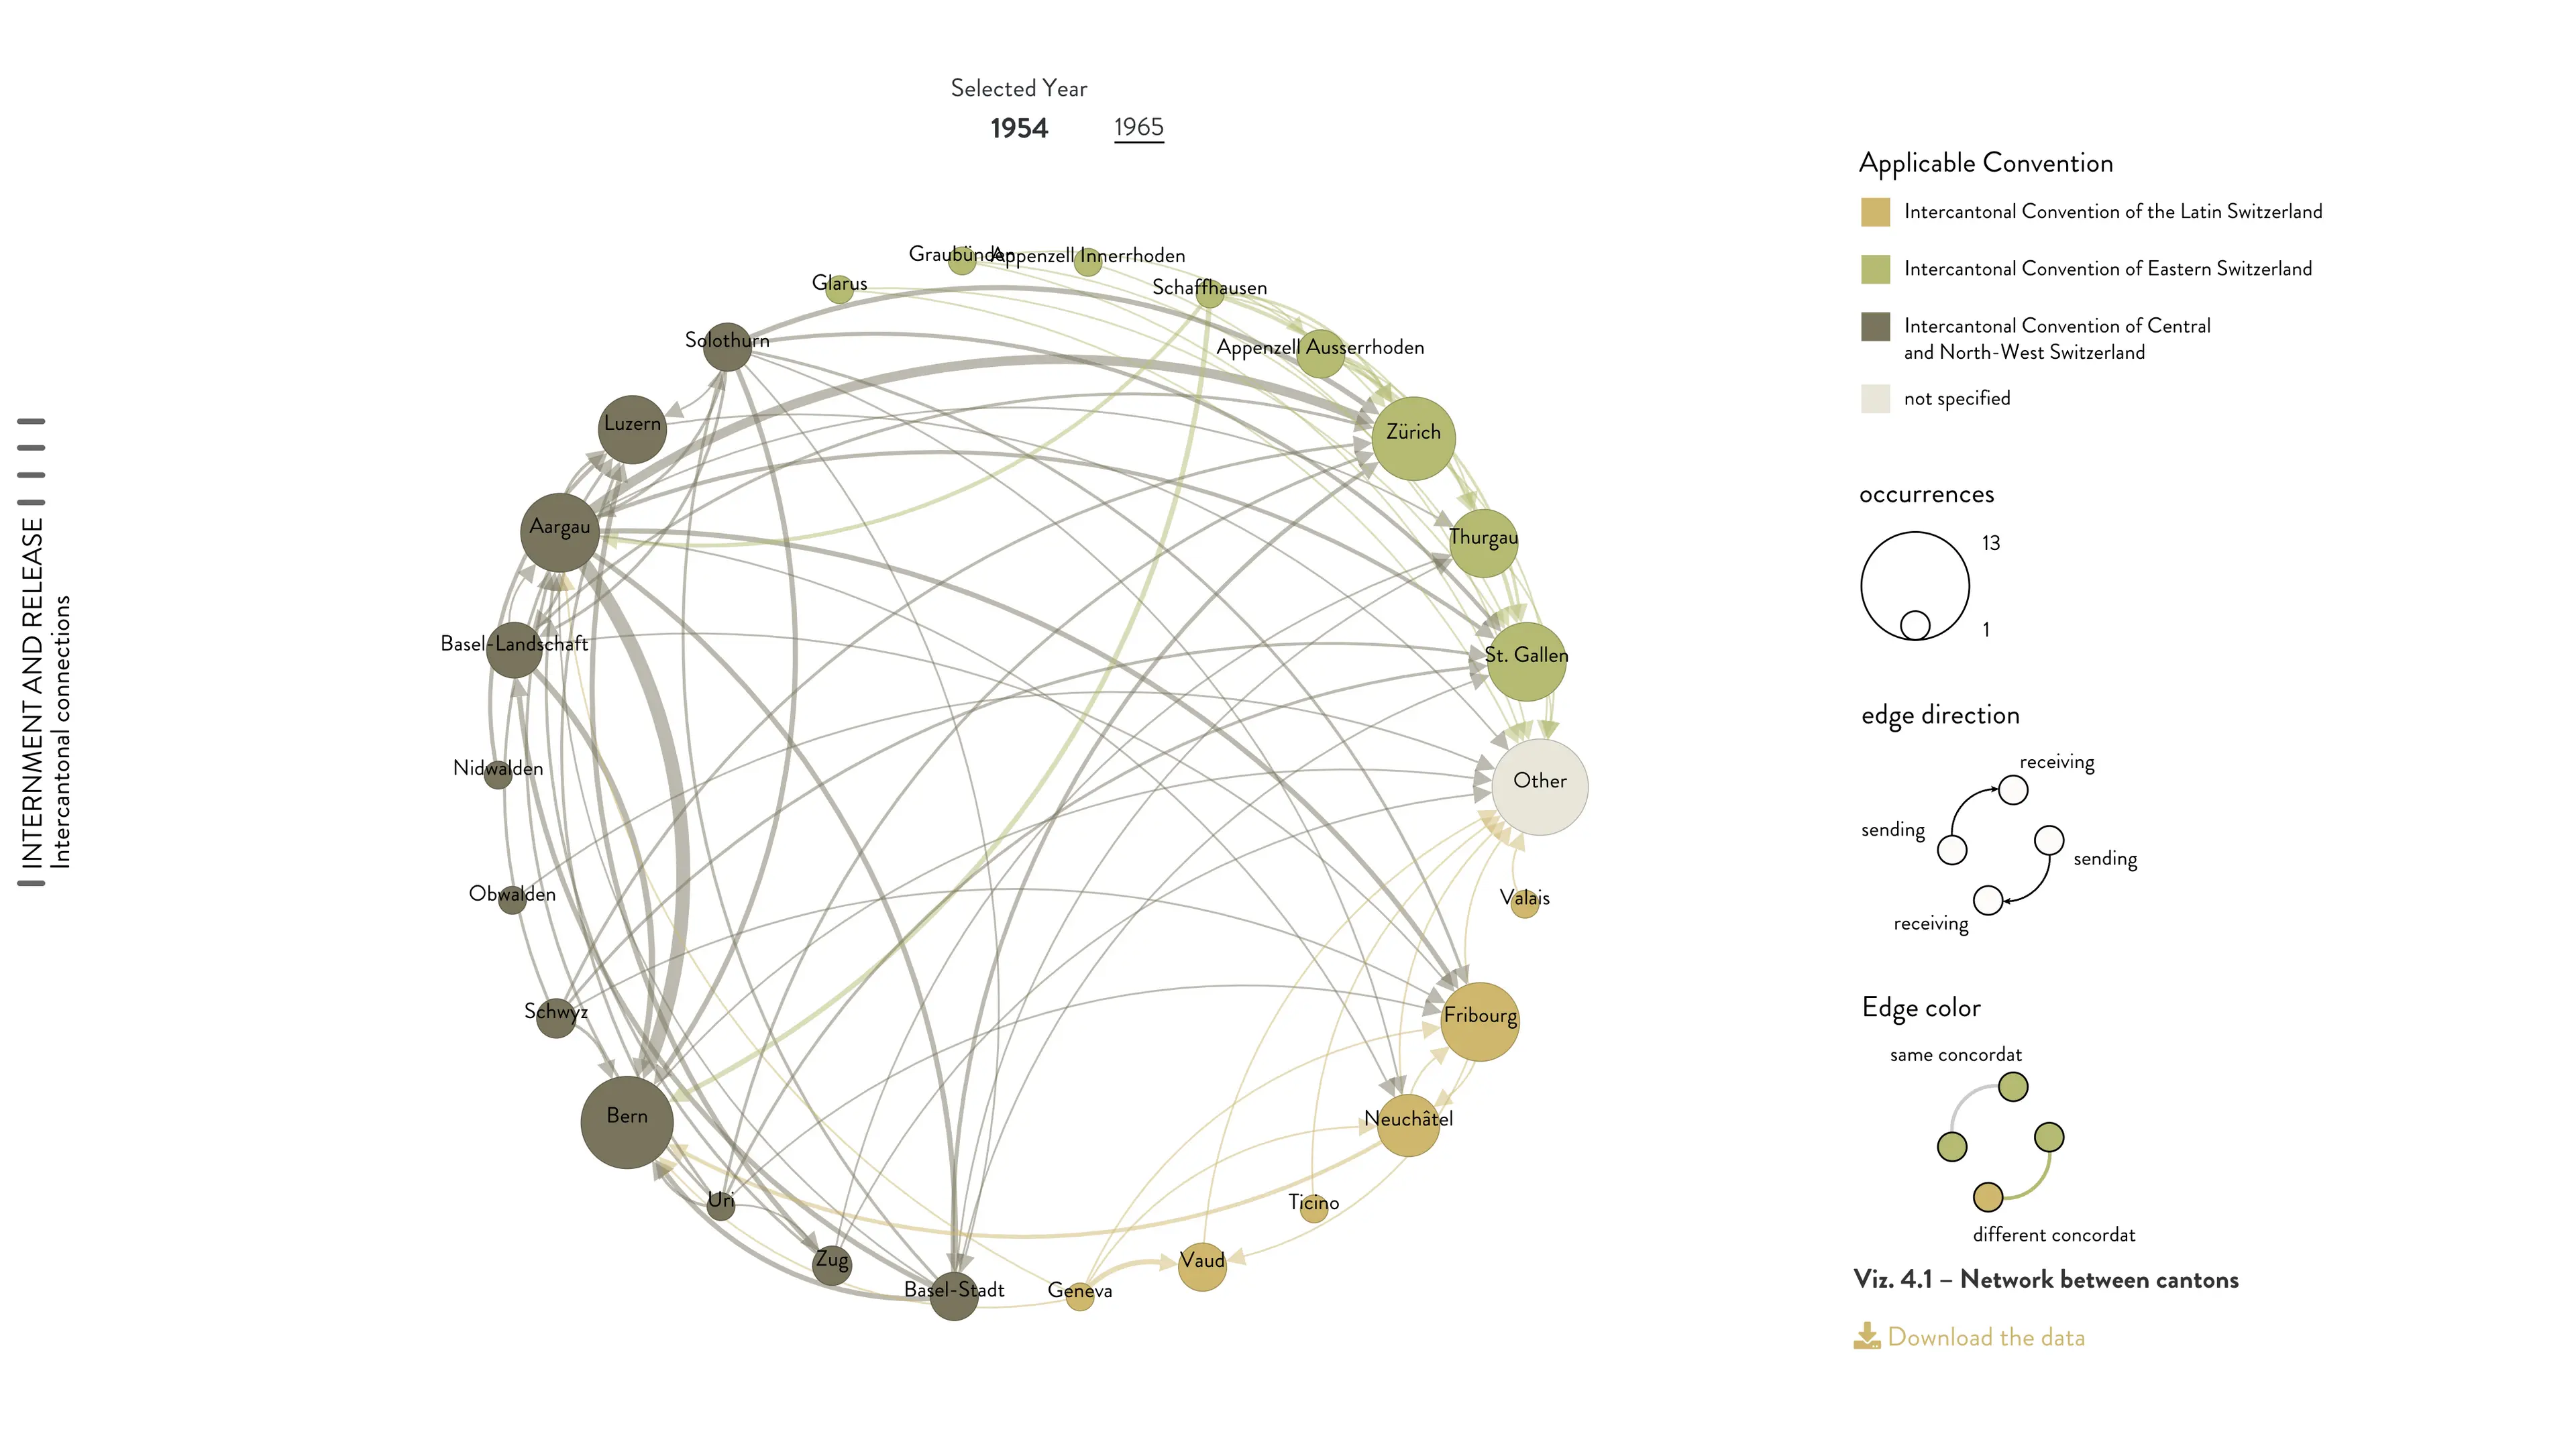 Selected Year
1954
1965
INTERNMENT AND RELEASE
Intercantonal connections
Graubünden
Appenzell Innerrhoden
Glarus
Schaffhausen
Solothurn
Appenzell Ausserrhoden
Luzern
Zürich
Aargau
Thurgau
Basel-Landschaft
St. Gallen
Nidwalden
Other
Obwalden
Valais
Schwyz
Fribourg
Bern
Neuchâtel
Uri
Ticino
Zug
Vaud
Basel-Stadt
Geneva
Applicable Convention
Intercantonal Convention of the Latin Switzerland
Intercantonal Convention of Eastern Switzerland
Intercantonal Convention of Central
and North-West Switzerland
not specified
occurrences
13
1
edge direction
receiving
sending
sending
receiving
Edge color
same concordat
different concordat
Viz. 4.1 – Network between cantons
Download the data